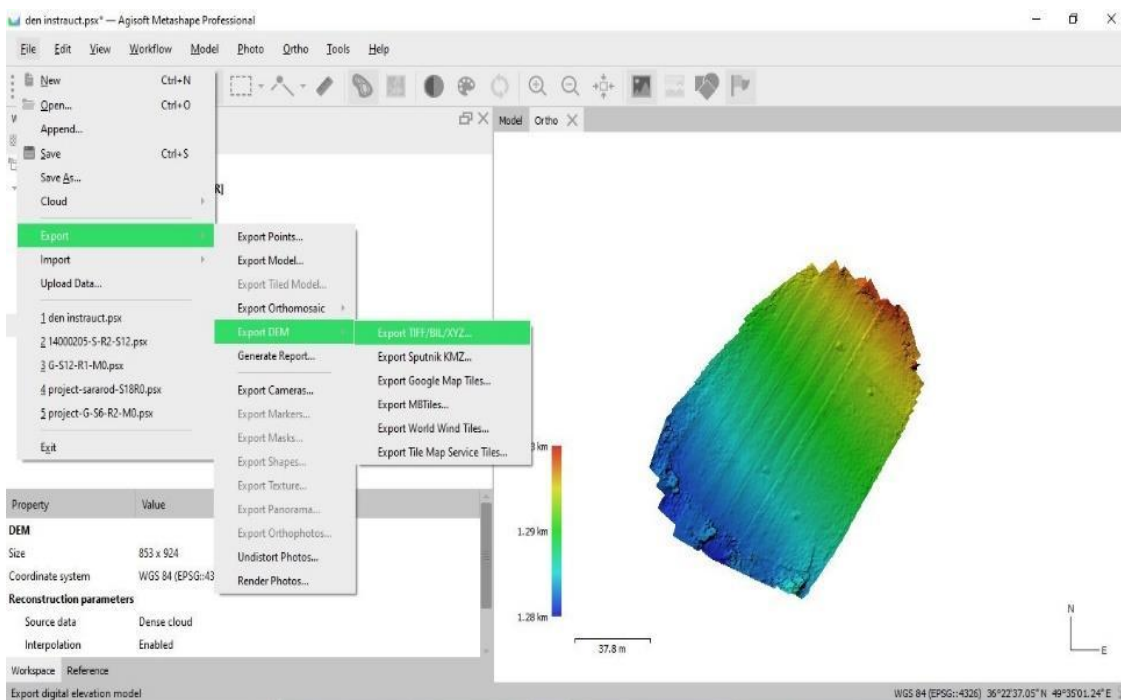 den instrauct.psx* — Agisoft Metashape Professional
File Edit View Workflow Model Photo Ortho Tools Help
New Ctrl+N
Open... Ctrl+O
Append...
Save Ctrl+S
Save As...
Cloud
Export
Import
Upload Data...
1 den instrauct.psx
2 14000205-S-R2-S12.psx
3 G-S12-R1-M0.psx
4 project-sararod-S18R0.psx
5 project-G-S6-R2-M0.psx
Exit
R]
Export Points...
Export Model...
Export Tiled Model...
Export Orthomosaic
Export DEM
Generate Report...
Export Cameras...
Export Markers...
Export Masks...
Export Shapes...
Export Texture...
Export Panorama...
Export Orthophotos...
Undistort Photos...
Render Photos...
Export TIFF/BIL/XYZ...
Export Sputnik KMZ...
Export Google Map Tiles...
Export MBTiles...
Export World Wind Tiles...
Export Tile Map Service Tiles...
Model Ortho
3 km
1.29 km
1.28 km
37.8 m
N
E
Property Value
DEM
Size 853 x 924
Coordinate system WGS 84 (EPSG::43
Reconstruction parameters
Source data Dense cloud
Interpolation Enabled
Workspace Reference
Export digital elevation model
WGS 84 (EPSG::4326) 36°22'37.05" N 49°35'01.24" E